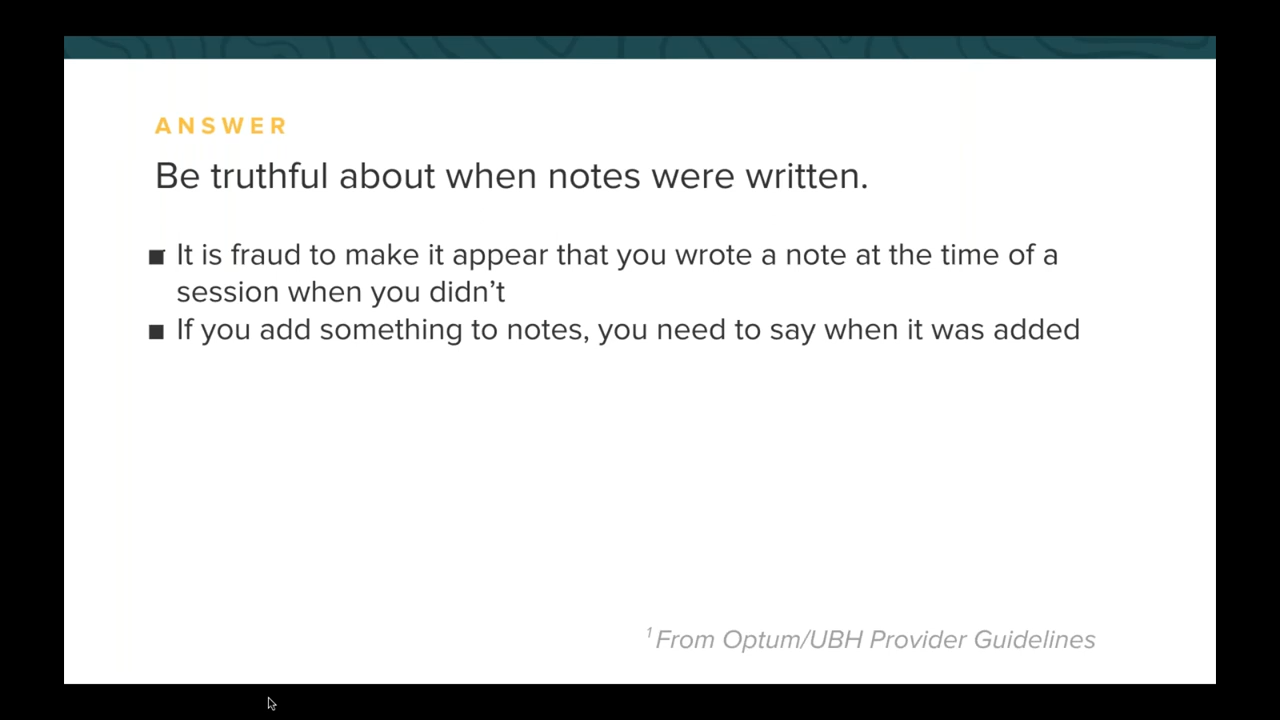 ANSWER
Be truthful about when notes were written.
■ It is fraud to make it appear that you wrote a note at the time of a
session when you didn’t
■ If you add something to notes, you need to say when it was added
¹ From Optum/UBH Provider Guidelines